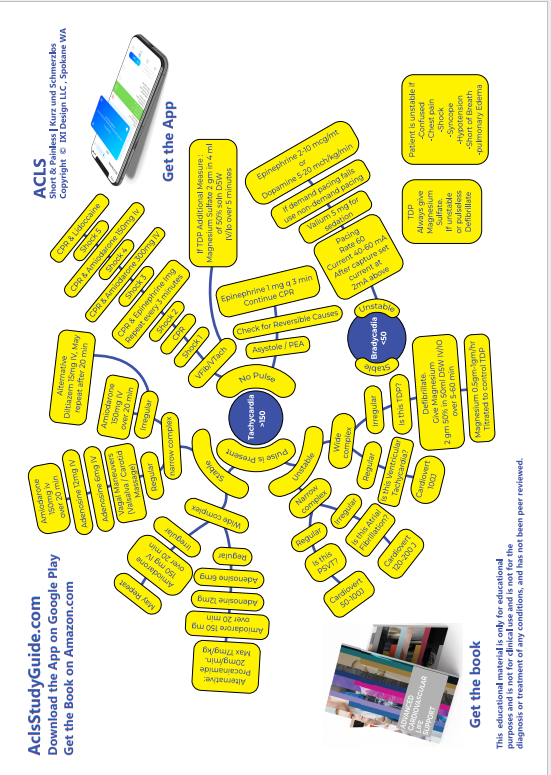 AclsStudyGuide.com
Download the App on Google Play
Get the Book on Amazon.com
ACLS
Short & Painless | Kurz und Schmerzlos
Copyright © IXI Design LLC , Spokane WA
Get the App
Tachycardia
>150
Pulse is Present
Stable
narrow complex
Regular
Vagal Maneuvers
(Valsalva / Carotid
Massage)
Adenosine 6mg IV
Adenosine 12mg IV
Amiodarone
150mg
over 20 min
Irregular
Amiodarone
150mg IV
over 20 min
Alternative
Diltiazem 15mg IV, May
repeat after 20 min
Wide complex
Irregular
Amiodarone
150 mg IV
over 20 min
May Repeat
Regular
Adenosine 6mg
Adenosine 12mg
Amiodarone 150 mg
over 20 min
Alternative:
Procainamide
20mg/min.
Max 17mg/kg
Unstable
Narrow
complex
Regular
Is this
PSVT?
Cardiovert
50-100J
Irregular
Is this Atrial
Fibrillation?
Cardiovert
120-200 J
Wide
complex
Regular
Is this Ventricular
Tachycardia?
Cardiovert
100J
Irregular
Is this TDP?
Defibrillate.
Give Magnesium
2 gm 50% in 50ml D5W IV/IO
over 5-60 min
Magnesium 0.5gm-1gm/hr
Titrated to control TDP
No Pulse
Vfib/VTach
Shock 1
CPR
Shock 2
CPR & Epinephrine 1mg
Repeat every 3 minutes
Shock 3
CPR & Amiodarone 300mg IV
Shock 4
CPR & Amiodarone 150mg IV
Shock 5
CPR & Lidocaine
If TDP Additional Measure :
Magnesium Sulfate 2 gm in 4 ml
of 50% soln D5W
IV/Io over 5 minutes
Asystole / PEA
Check for Reversible Causes
Epinephrine 1 mg q 3 min
Continue CPR
Bradycadia
<50
Stable
Unstable
Pacing
Rate 60
Current 40-60 mA
After capture set
current at
2mA above
Valium 5 mg for
sedation
If demand pacing fails
use non-demand pacing
Epinephrine 2-10 mcg/mt
or
Dopamine 5-20 mch/kg/min
TDP
Always give
Magnesium
Sulfate.
If unstable
or pulseless
Defibrillate
Patient is unstable if
-Confused
-Chest pain
-Shock
-Syncope
-Hypotension
-Short of Breath
-pulmonary Edema
ADVANCED
CARDIOVASCULAR
LIFE
SUPPORT
Get the book
This educational material is only for educational
purposes and is not for clinical use and is not for the
diagnosis or treatment of any conditions, and has not been peer reviewed.